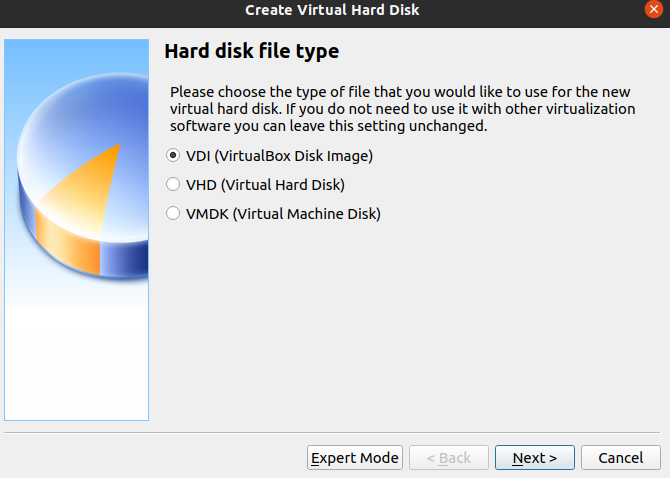 Create Virtual Hard Disk
Hard disk file type
Please choose the type of file that you would like to use for the new
virtual hard disk. If you do not need to use it with other virtualization
software you can leave this setting unchanged.
VDI (VirtualBox Disk Image)
VHD (Virtual Hard Disk)
VMDK (Virtual Machine Disk)
Expert Mode
< Back
Next >
Cancel